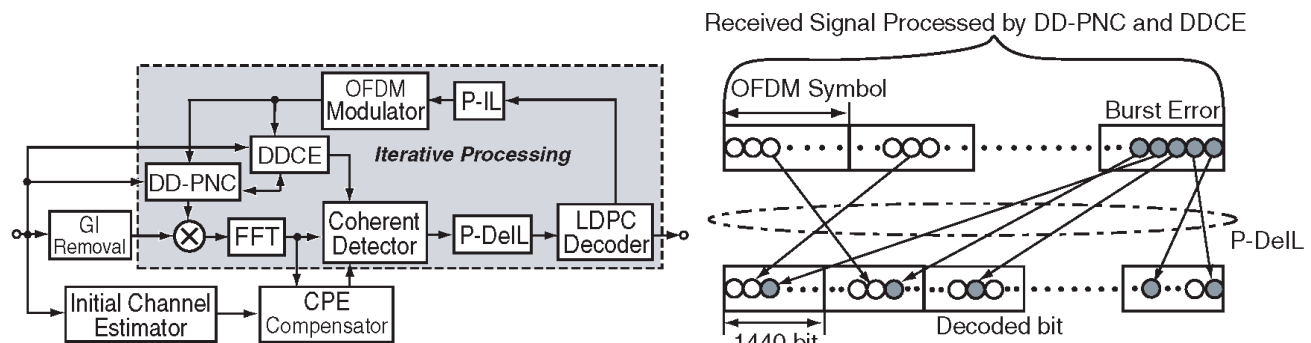 OFDM
Modulator
P-IL
DDCE
Iterative Processing
DD-PNC
GI
Removal
FFT
Coherent
Detector
P-DeIL
LDPC
Decoder
Initial Channel
Estimator
CPE
Compensator
Received Signal Processed by DD-PNC and DDCE
OFDM Symbol
Burst Error
P-DeIL
Decoded bit
1440 bit